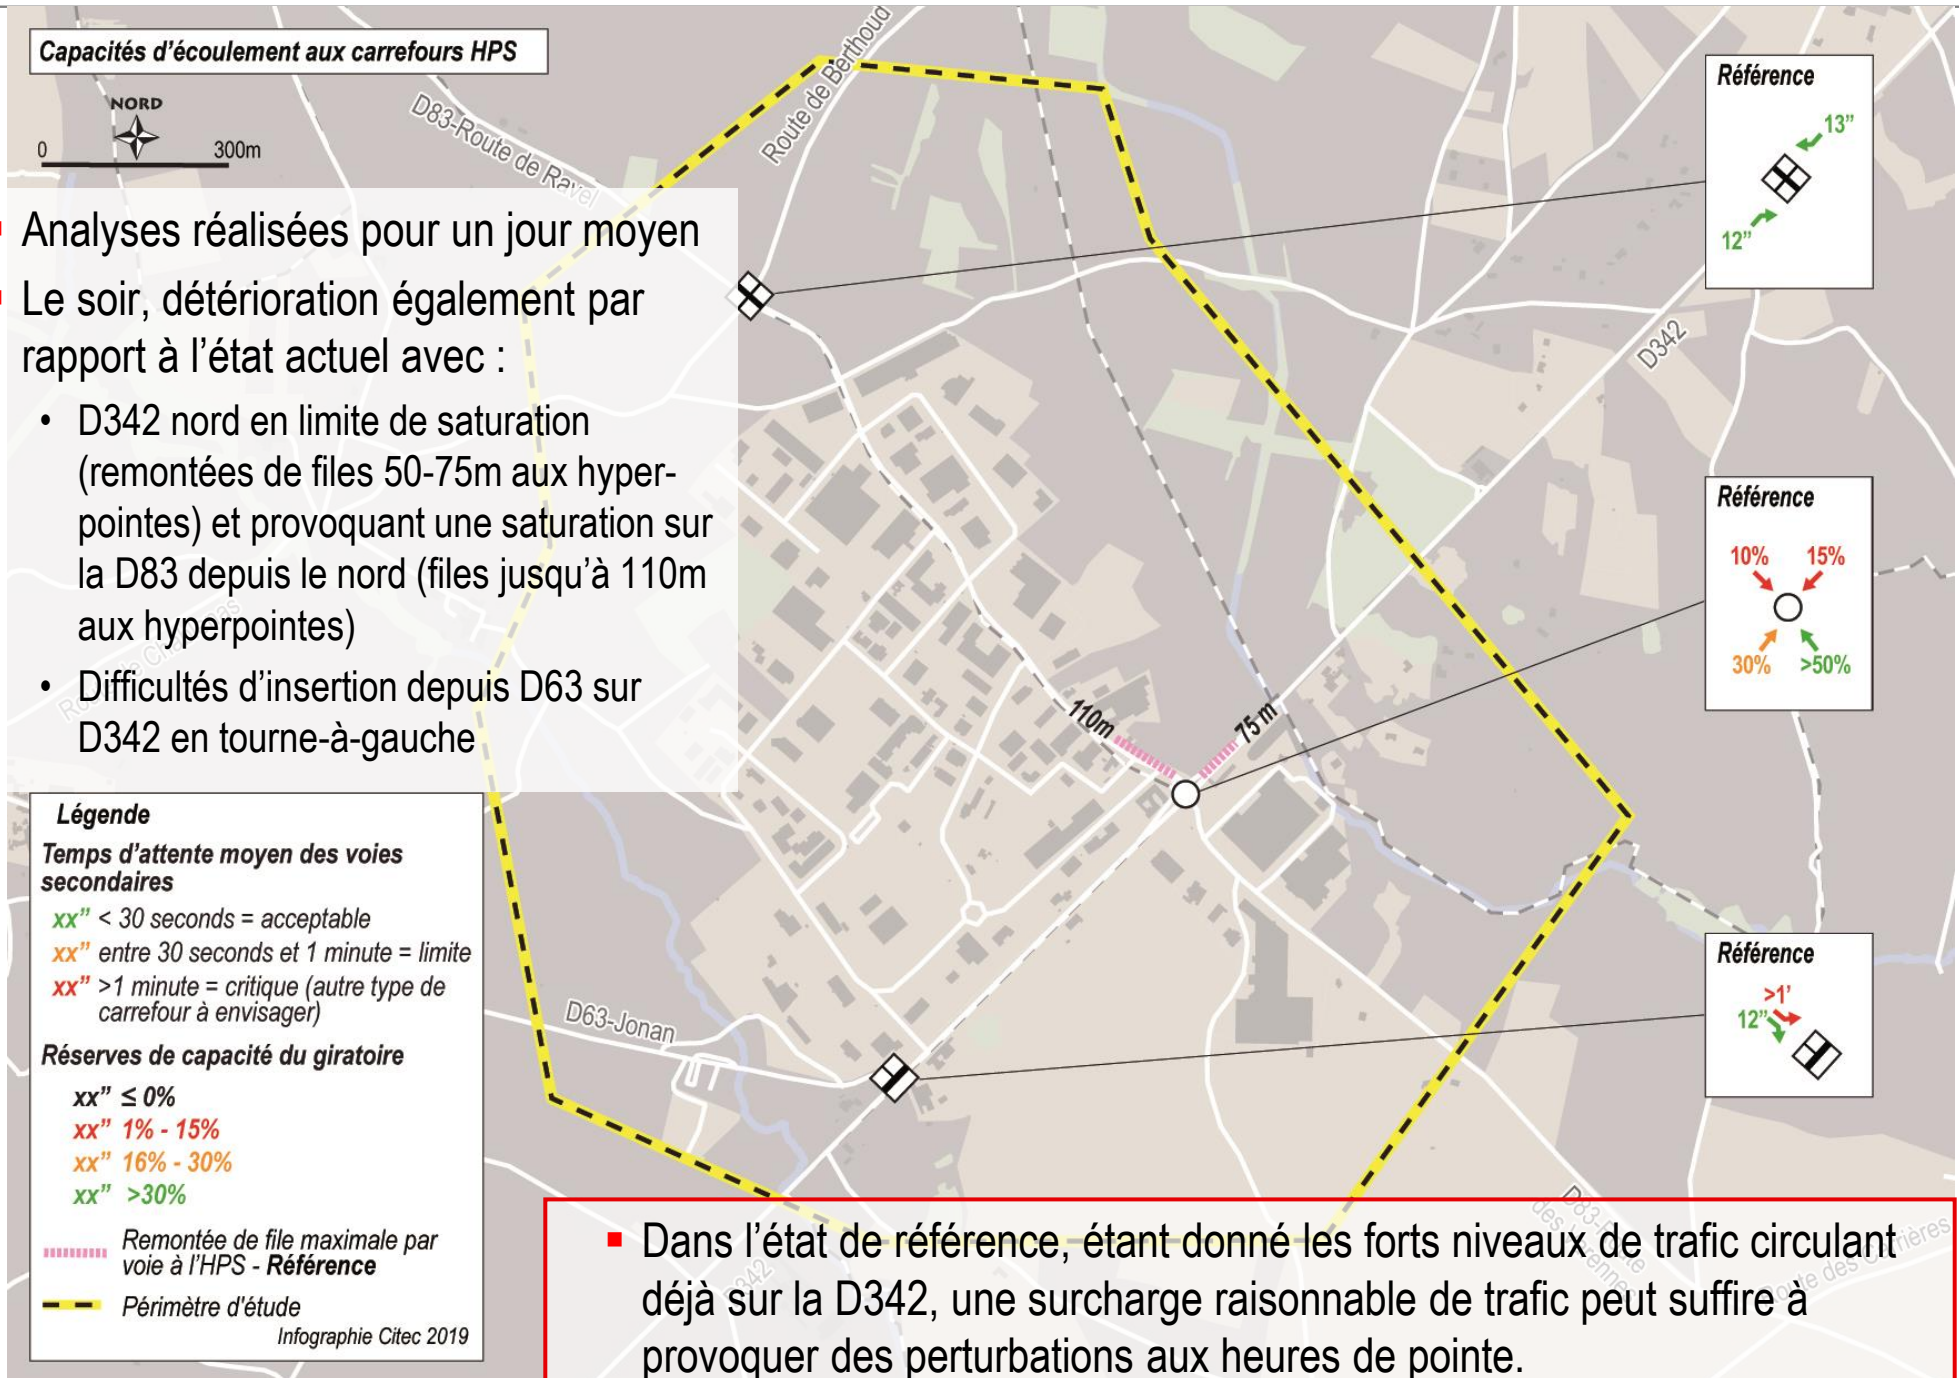 Capacités d'écoulement aux carrefours HPS
NORD
0 300m
D83-Route de Ravel
Route de Berthoud
Analyses réalisées pour un jour moyen
Le soir, détérioration également par
rapport à l'état actuel avec :
• D342 nord en limite de saturation
(remontées de files 50-75m aux hyper-
pointes) et provoquant une saturation sur
la D83 depuis le nord (files jusqu'à 110m
aux hyperpointes)
• Difficultés d'insertion depuis D63 sur
D342 en tourne-à-gauche
Référence
13"
12"
D342
Référence
10% 15%
30% >50%
110m
75 m
Référence
>1'
12"
D63-Jonan
Légende
Temps d'attente moyen des voies
secondaires
xx" < 30 seconds = acceptable
xx" entre 30 seconds et 1 minute = limite
xx" >1 minute = critique (autre type de
carrefour à envisager)
Réserves de capacité du giratoire
xx" ≤ 0%
xx" 1% - 15%
xx" 16% - 30%
xx" >30%
Remontée de file maximale par
voie à l'HPS - Référence
Périmètre d'étude
Infographie Citec 2019
D342
Route des Carrières
Dans l'état de référence, étant donné les forts niveaux de trafic circulant
déjà sur la D342, une surcharge raisonnable de trafic peut suffire à
provoquer des perturbations aux heures de pointe.